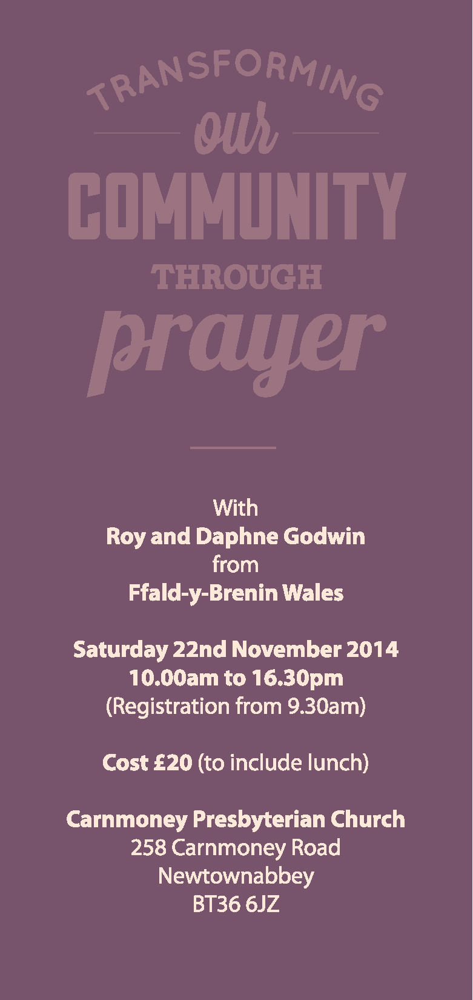 TRANSFORMING
our
COMMUNITY
THROUGH
prayer
With
Roy and Daphne Godwin
from
Ffald-y-Brenin Wales
Saturday 22nd November 2014
10.00am to 16.30pm
(Registration from 9.30am)
Cost £20 (to include lunch)
Carnmoney Presbyterian Church
258 Carnmoney Road
Newtownabbey
BT36 6JZ